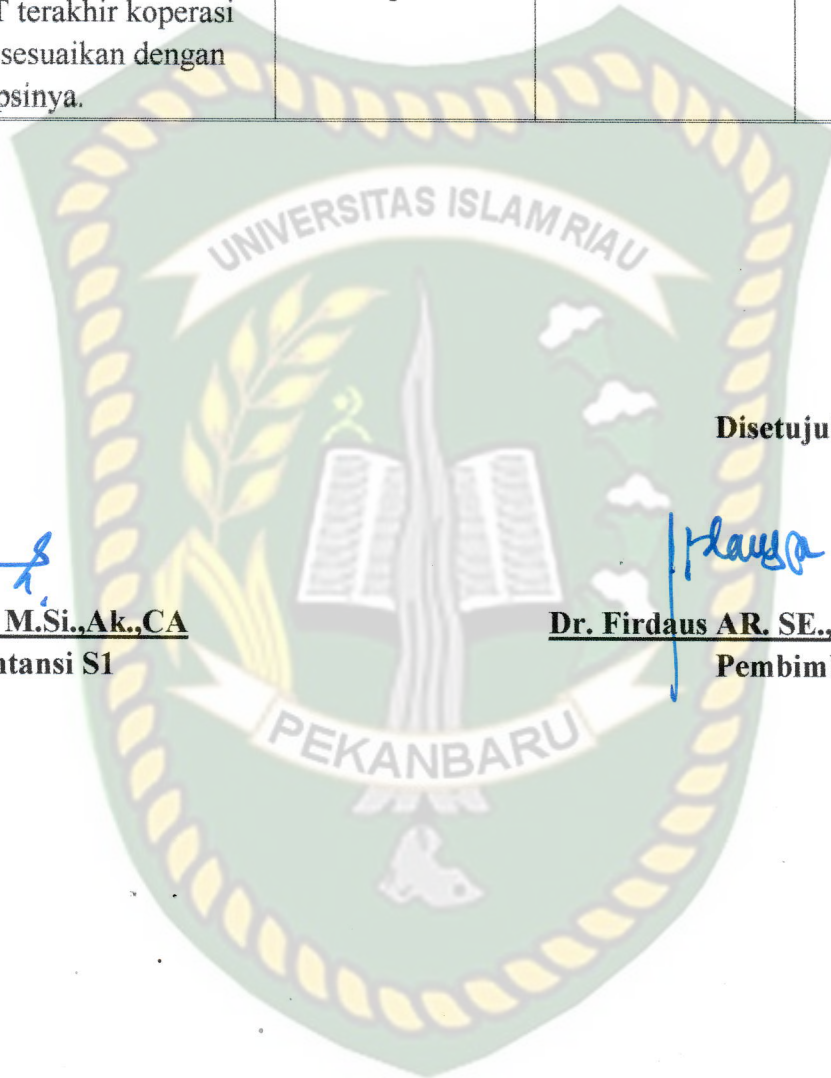 T terakhir koperasi
sesuaikan dengan
psinya.
UNIVERSITAS ISLAM RIAU
Disetuju
M.Si.,Ak.,CA
ntansi S1
Dr. Firdaus AR. SE.,
Pembim
PEKANBARU